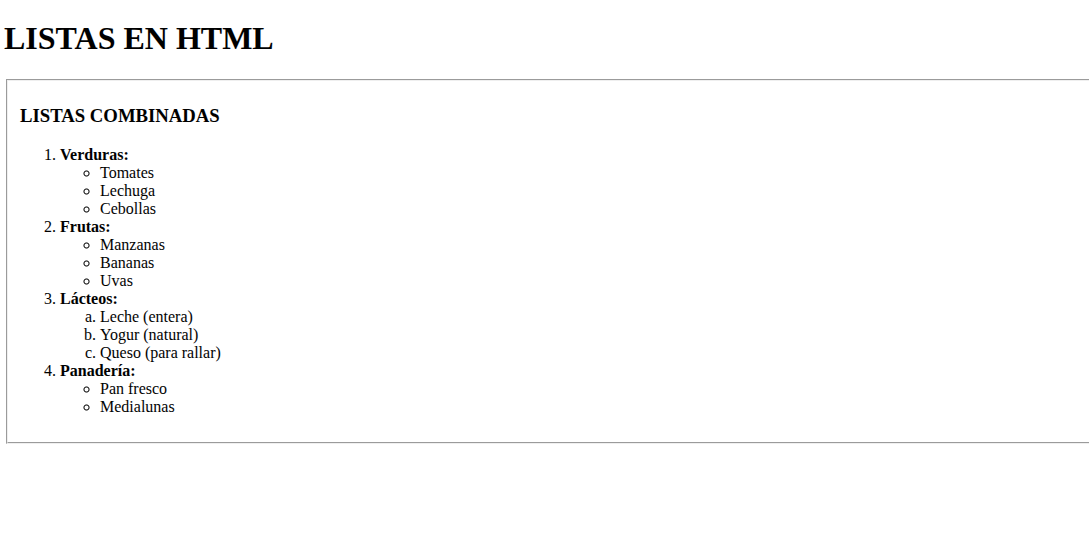 LISTAS EN HTML
LISTAS COMBINADAS
1. Verduras:
Tomates
Lechuga
Cebollas
2. Frutas:
Manzanas
Bananas
Uvas
3. Lácteos:
a. Leche (entera)
b. Yogur (natural)
c. Queso (para rallar)
4. Panadería:
Pan fresco
Medialunas